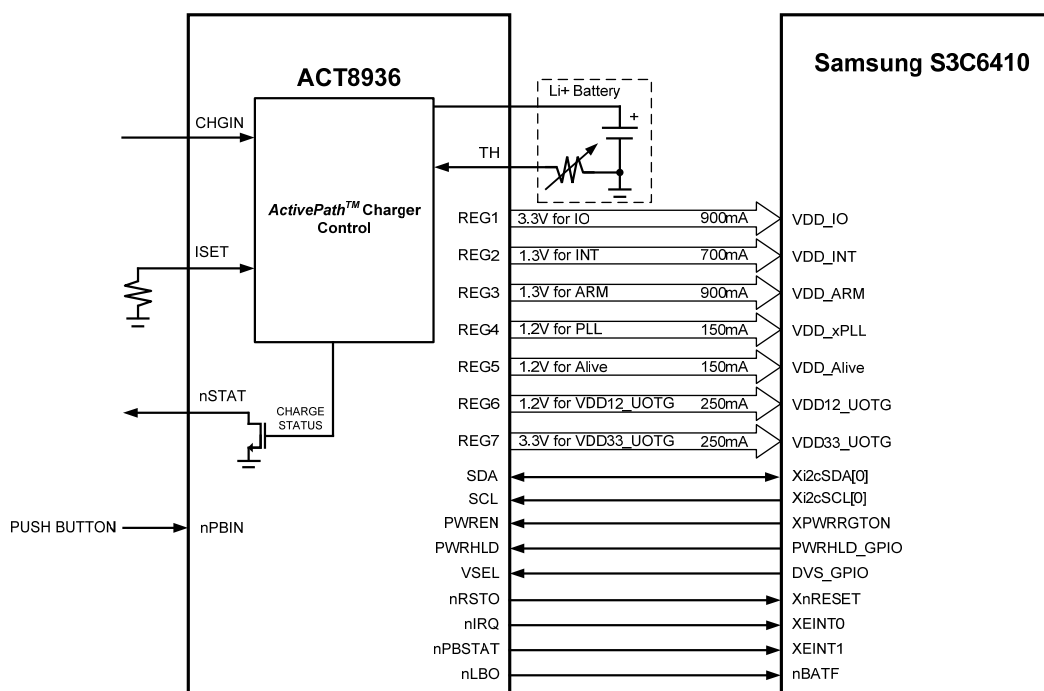 ACT8936
Samsung S3C6410
Li+ Battery
+
CHGIN
TH
ActivePath™ Charger
Control
ISET
REG1 3.3V for IO 900mA VDD_IO
REG2 1.3V for INT 700mA VDD_INT
REG3 1.3V for ARM 900mA VDD_ARM
REG4 1.2V for PLL 150mA VDD_xPLL
REG5 1.2V for Alive 150mA VDD_Alive
nSTAT
CHARGE
STATUS
REG6 1.2V for VDD12_UOTG 250mA VDD12_UOTG
REG7 3.3V for VDD33_UOTG 250mA VDD33_UOTG
SDA Xi2cSDA[0]
SCL Xi2cSCL[0]
PUSH BUTTON nPBIN
PWREN XPWRRGTON
PWRHLD PWRHLD_GPIO
VSEL DVS_GPIO
nRSTO XnRESET
nIRQ XEINT0
nPBSTAT XEINT1
nLBO nBATF